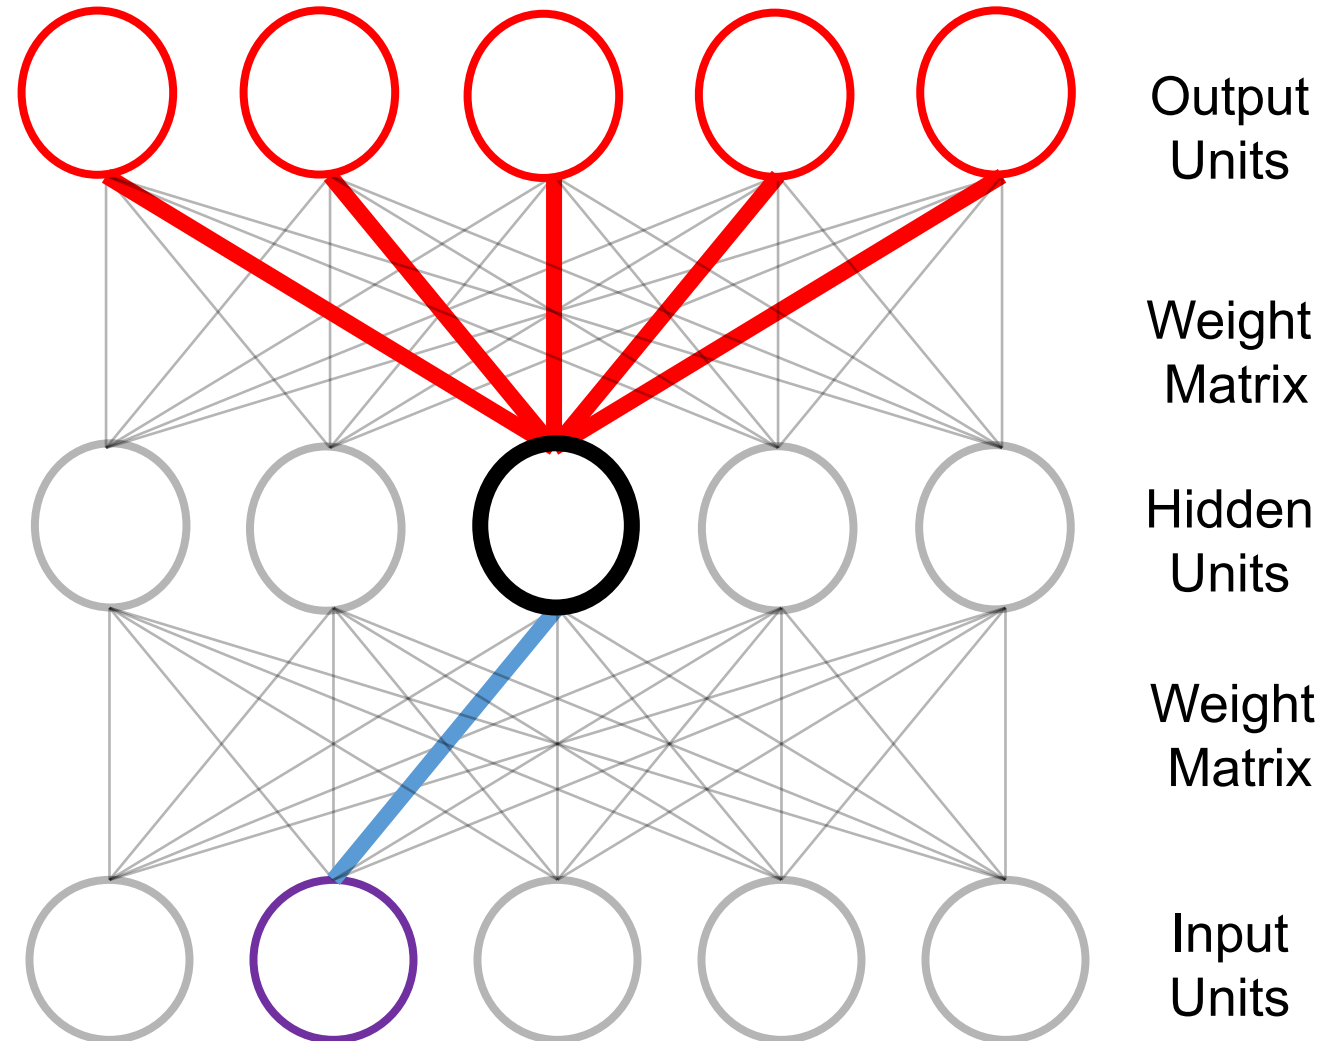 Output
Units
Weight
Matrix
Hidden
Units
Weight
Matrix
Input
Units